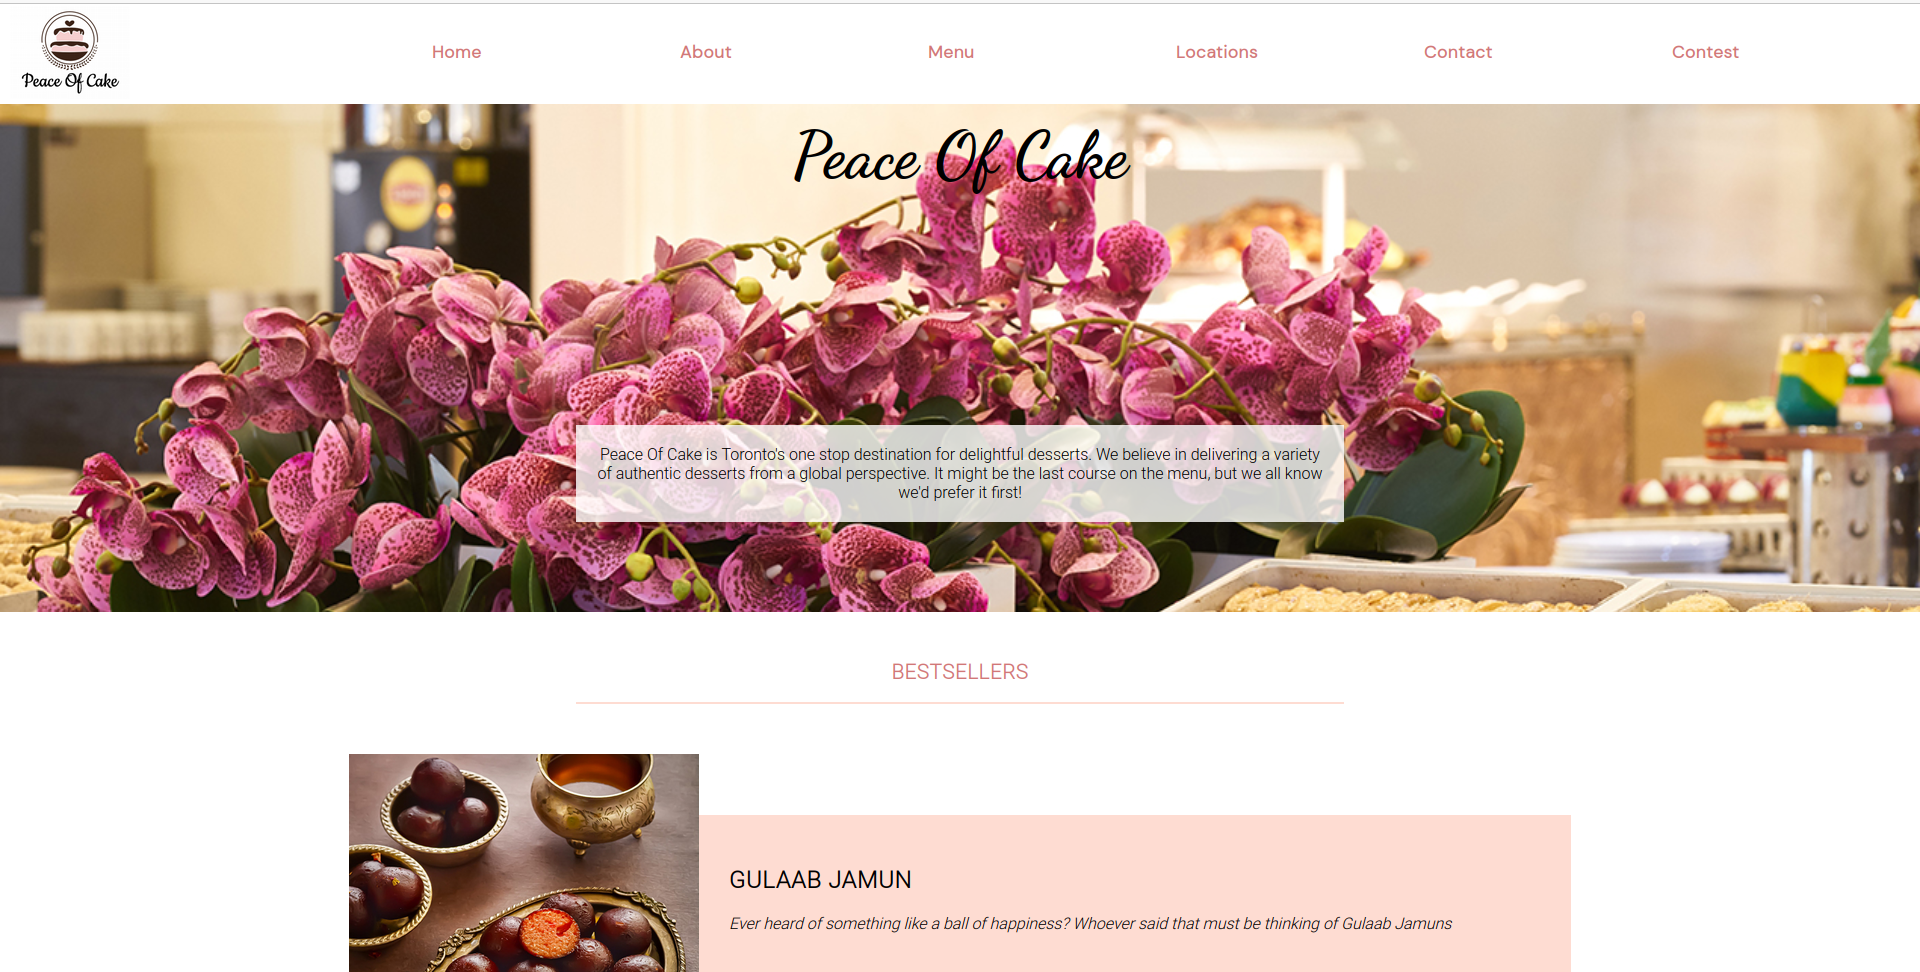 Peace Of Cake
Home
About
Menu
Locations
Contact
Contest
Peace Of Cake
Peace Of Cake is Toronto's one stop destination for delightful desserts. We believe in delivering a variety
of authentic desserts from a global perspective. It might be the last course on the menu, but we all know
we'd prefer it first!
BESTSELLERS
GULAAB JAMUN
Ever heard of something like a ball of happiness? Whoever said that must be thinking of Gulaab Jamuns